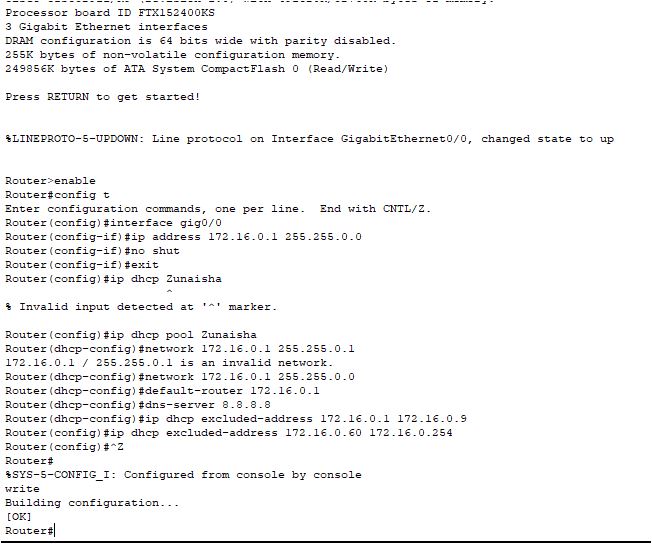 Processor board ID FTX152400KS
3 Gigabit Ethernet interfaces
DRAM configuration is 64 bits wide with parity disabled.
255K bytes of non-volatile configuration memory.
249856K bytes of ATA System CompactFlash 0 (Read/Write)
Press RETURN to get started!
%LINEPROTO-5-UPDOWN: Line protocol on Interface GigabitEthernet0/0, changed state to up
Router>enable
Router#config t
Enter configuration commands, one per line.  End with CNTL/Z.
Router(config)#interface gig0/0
Router(config-if)#ip address 172.16.0.1 255.255.0.0
Router(config-if)#no shut
Router(config-if)#exit
Router(config)#ip dhcp Zunaisha
^
% Invalid input detected at '^' marker.
Router(config)#ip dhcp pool Zunaisha
Router(dhcp-config)#network 172.16.0.1 255.255.0.1
172.16.0.1 / 255.255.0.1 is an invalid network.
Router(dhcp-config)#network 172.16.0.1 255.255.0.0
Router(dhcp-config)#default-router 172.16.0.1
Router(dhcp-config)#dns-server 8.8.8.8
Router(dhcp-config)#ip dhcp excluded-address 172.16.0.1 172.16.0.9
Router(config)#ip dhcp excluded-address 172.16.0.60 172.16.0.254
Router(config)#^Z
Router#
%SYS-5-CONFIG_I: Configured from console by console
write
Building configuration...
[OK]
Router#